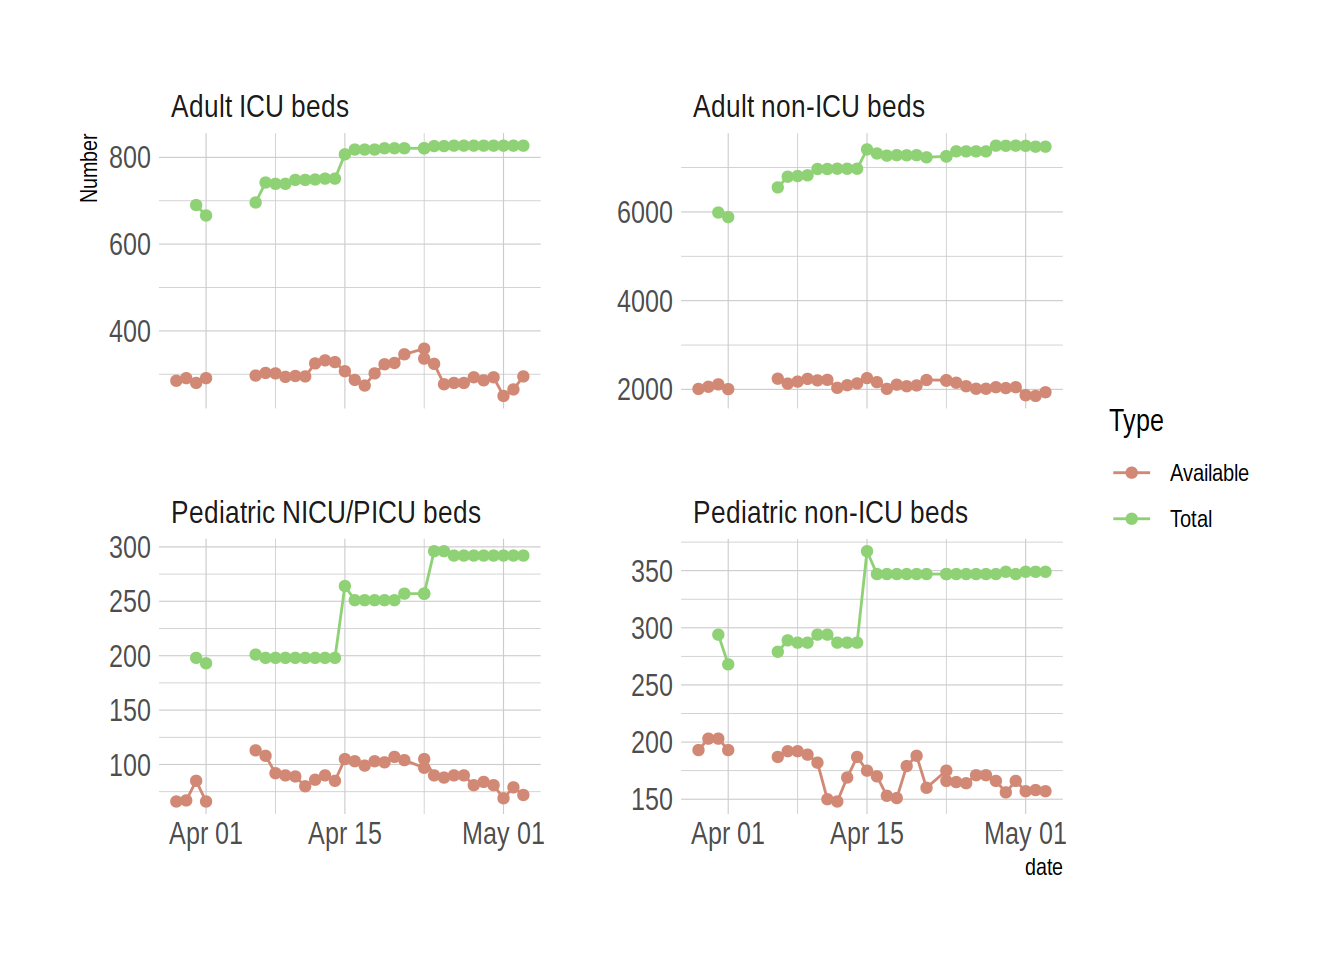 Adult ICU beds
Adult non-ICU beds
Number
800
600
400
6000
4000
2000
Type
Available
Total
Pediatric NICU/PICU beds
Pediatric non-ICU beds
300
250
200
150
100
350
300
250
200
150
Apr 01 Apr 15 May 01
Apr 01 Apr 15 May 01
date